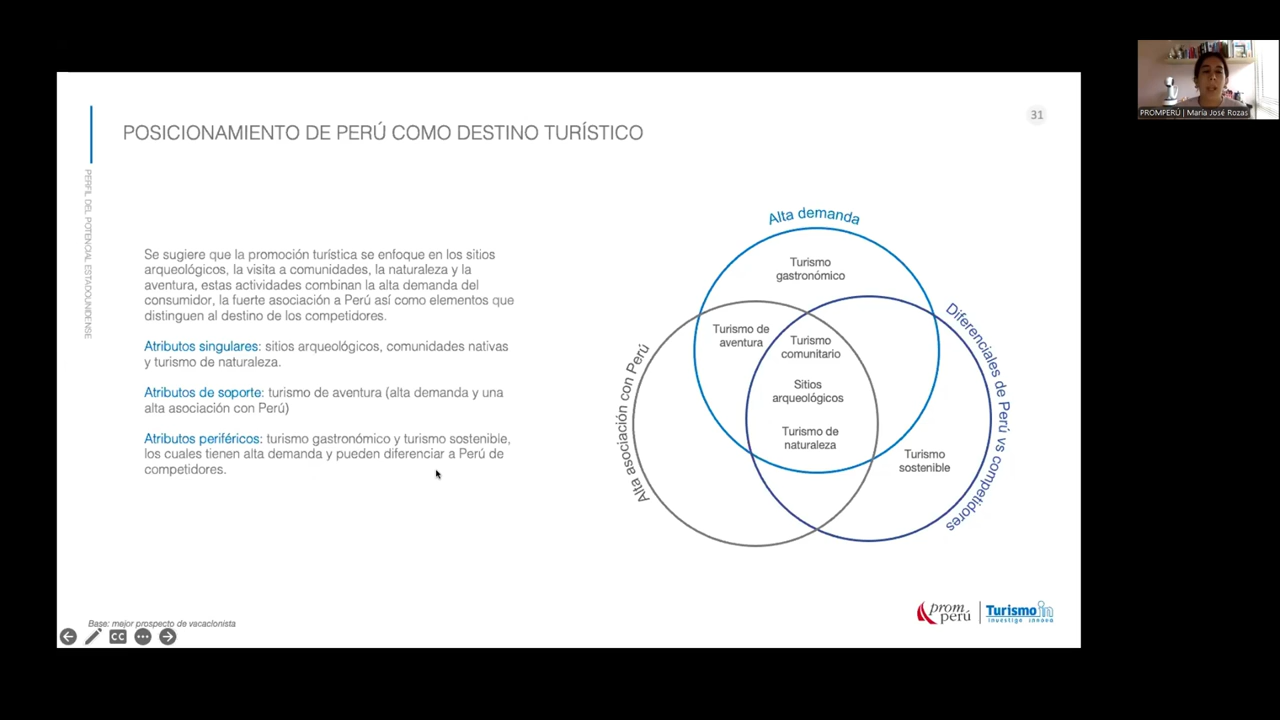 PROMPERÚ | María José Rozas
31
POSICIONAMIENTO DE PERÚ COMO DESTINO TURÍSTICO
PERFIL DEL POTENCIAL ESTADOUNIDENSE
Se sugiere que la promoción turística se enfoque en los sitios
arqueológicos, la visita a comunidades, la naturaleza y la
aventura, estas actividades combinan la alta demanda del
consumidor, la fuerte asociación a Perú así como elementos que
distinguen al destino de los competidores.
Atributos singulares: sitios arqueológicos, comunidades nativas
y turismo de naturaleza.
Atributos de soporte: turismo de aventura (alta demanda y una
alta asociación con Perú)
Atributos periféricos: turismo gastronómico y turismo sostenible,
los cuales tienen alta demanda y pueden diferenciar a Perú de
competidores.
Alta demanda
Turismo
gastronómico
Alta asociación con Perú
Turismo de
aventura
Turismo
comunitario
Sitios
arqueológicos
Turismo de
naturaleza
Diferenciales de Perú vs competidores
Turismo
sostenible
Base: mejor prospecto de vacacionista
CC
prom
perú
Turismo in
investiga innova